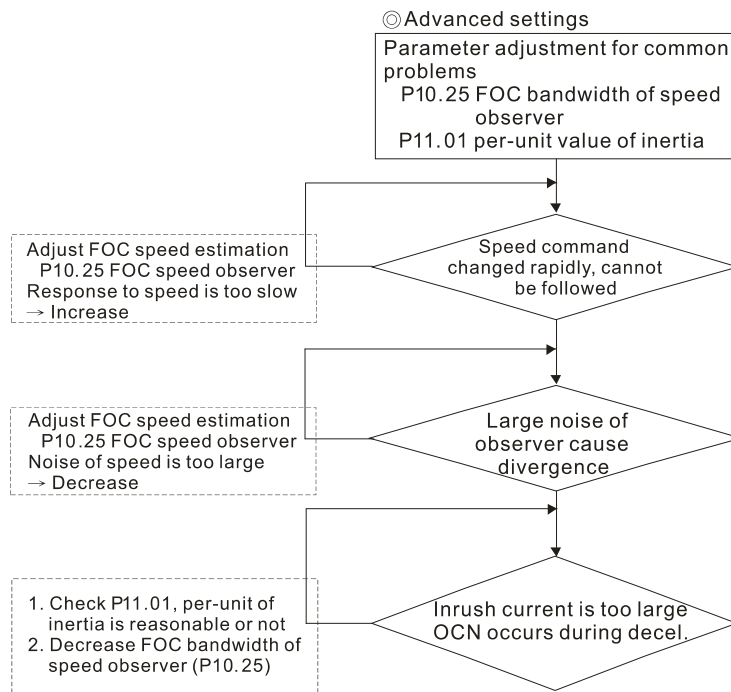 ◎Advanced settings
Parameter adjustment for common
problems
P10.25 FOC bandwidth of speed
observer
P11.01 per-unit value of inertia
Speed command
changed rapidly, cannot
be followed
Adjust FOC speed estimation
P10.25 FOC speed observer
Response to speed is too slow
→ Increase
Large noise of
observer cause
divergence
Adjust FOC speed estimation
P10.25 FOC speed observer
Noise of speed is too large
→ Decrease
Inrush current is too large
OCN occurs during decel.
1. Check P11.01, per-unit of
inertia is reasonable or not
2. Decrease FOC bandwidth of
speed observer (P10.25)